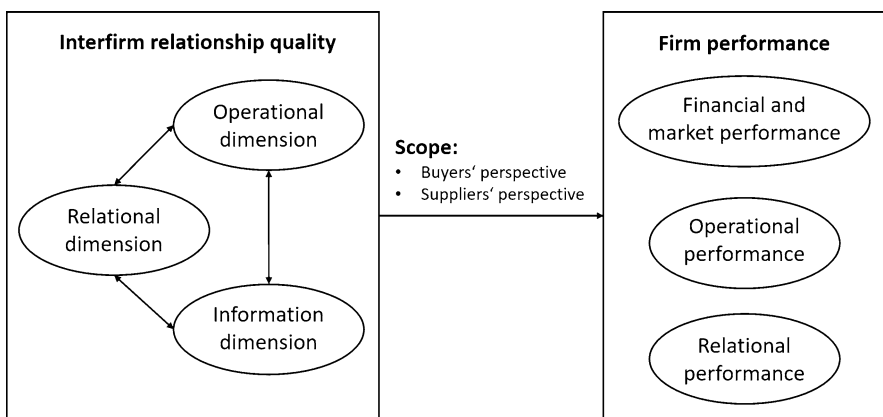 Interfirm relationship quality
Operational
dimension
Relational
dimension
Information
dimension
Scope:
• Buyers‘ perspective
• Suppliers‘ perspective
Firm performance
Financial and
market performance
Operational
performance
Relational
performance